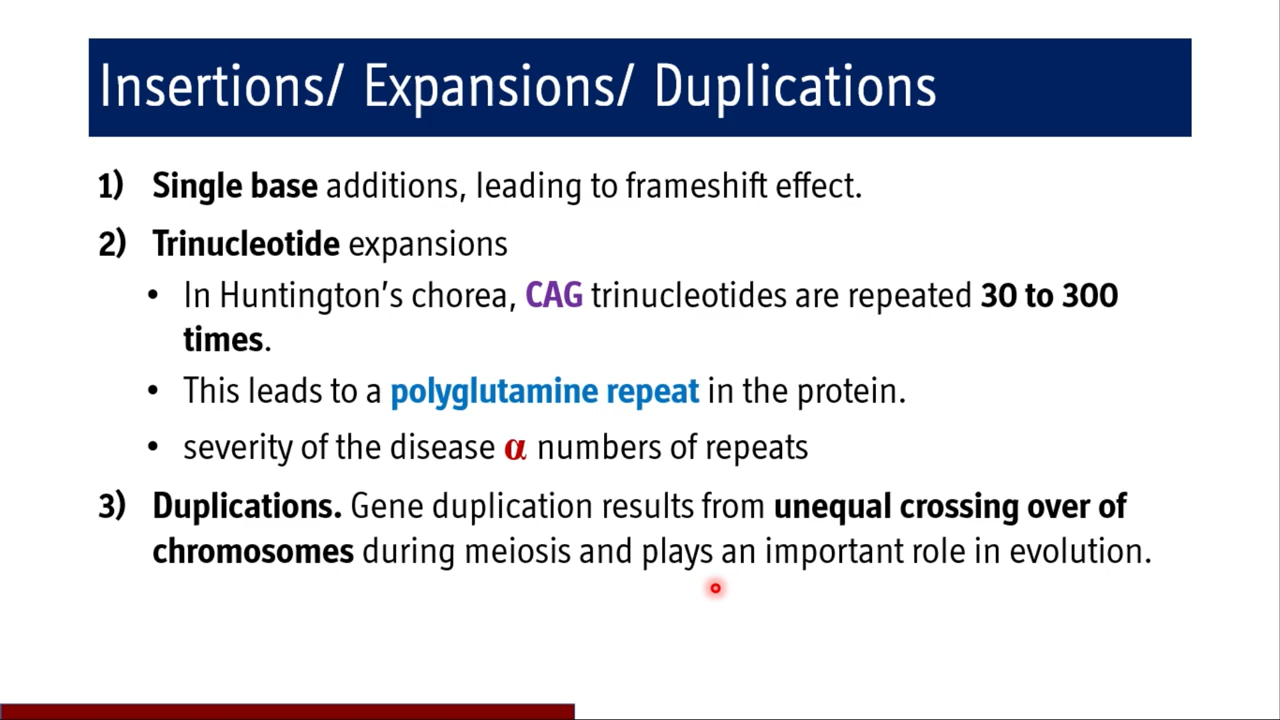 Insertions/ Expansions/ Duplications
1) Single base additions, leading to frameshift effect.
2) Trinucleotide expansions
• In Huntington’s chorea, CAG trinucleotides are repeated 30 to 300
times.
• This leads to a polyglutamine repeat in the protein.
• severity of the disease α numbers of repeats
3) Duplications. Gene duplication results from unequal crossing over of
chromosomes during meiosis and plays an important role in evolution.